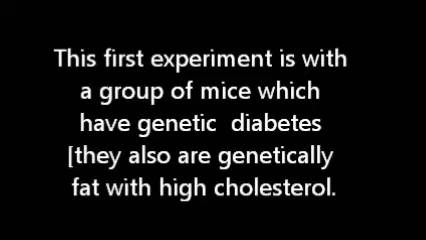 This first experiment is with
a group of mice which
have genetic  diabetes
[they also are genetically
fat with high cholesterol.